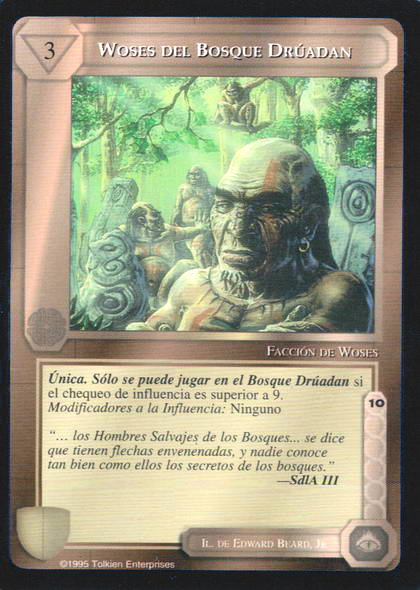 3
WOSES DEL BOSQUE DRÚADAN
FACCIÓN DE WOSES
Única. Sólo se puede jugar en el Bosque Drúadan si
el chequeo de influencia es superior a 9.
Modificadores a la Influencia: Ninguno
10
“… los Hombres Salvajes de los Bosques... se dice
que tienen flechas envenenadas, y nadie conoce
tan bien como ellos los secretos de los bosques.”
—SdlA III
IL. DE EDWARD BEARD, JR.
©1995 Tolkien Enterprises